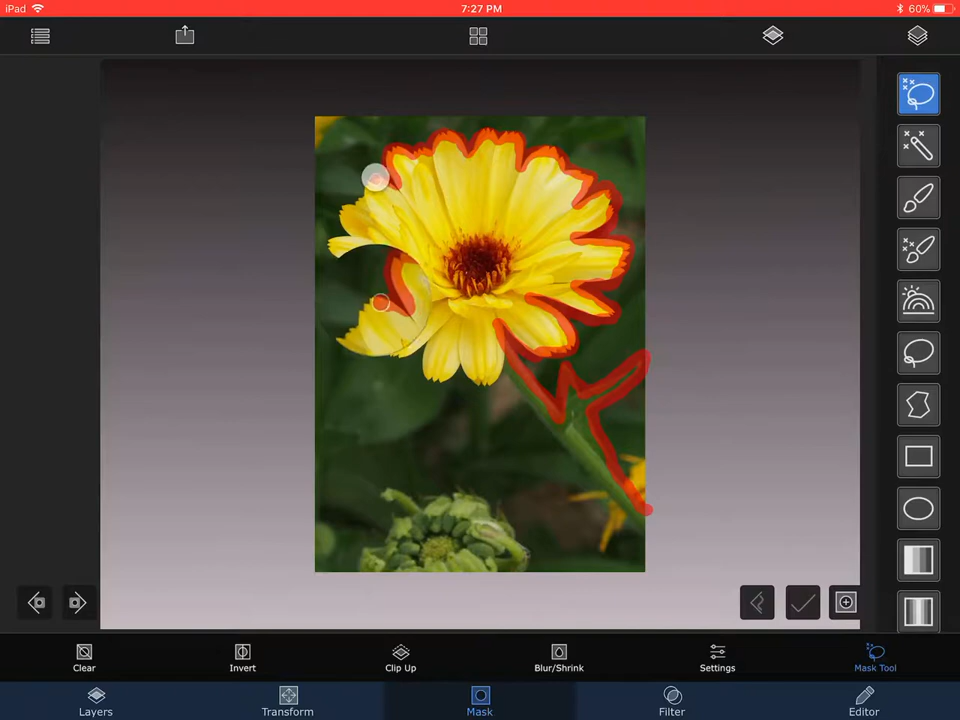 iPad 7:27 PM 60%
Clear Invert Clip Up Blur/Shrink Settings Mask Tool
Layers Transform Mask Filter Editor